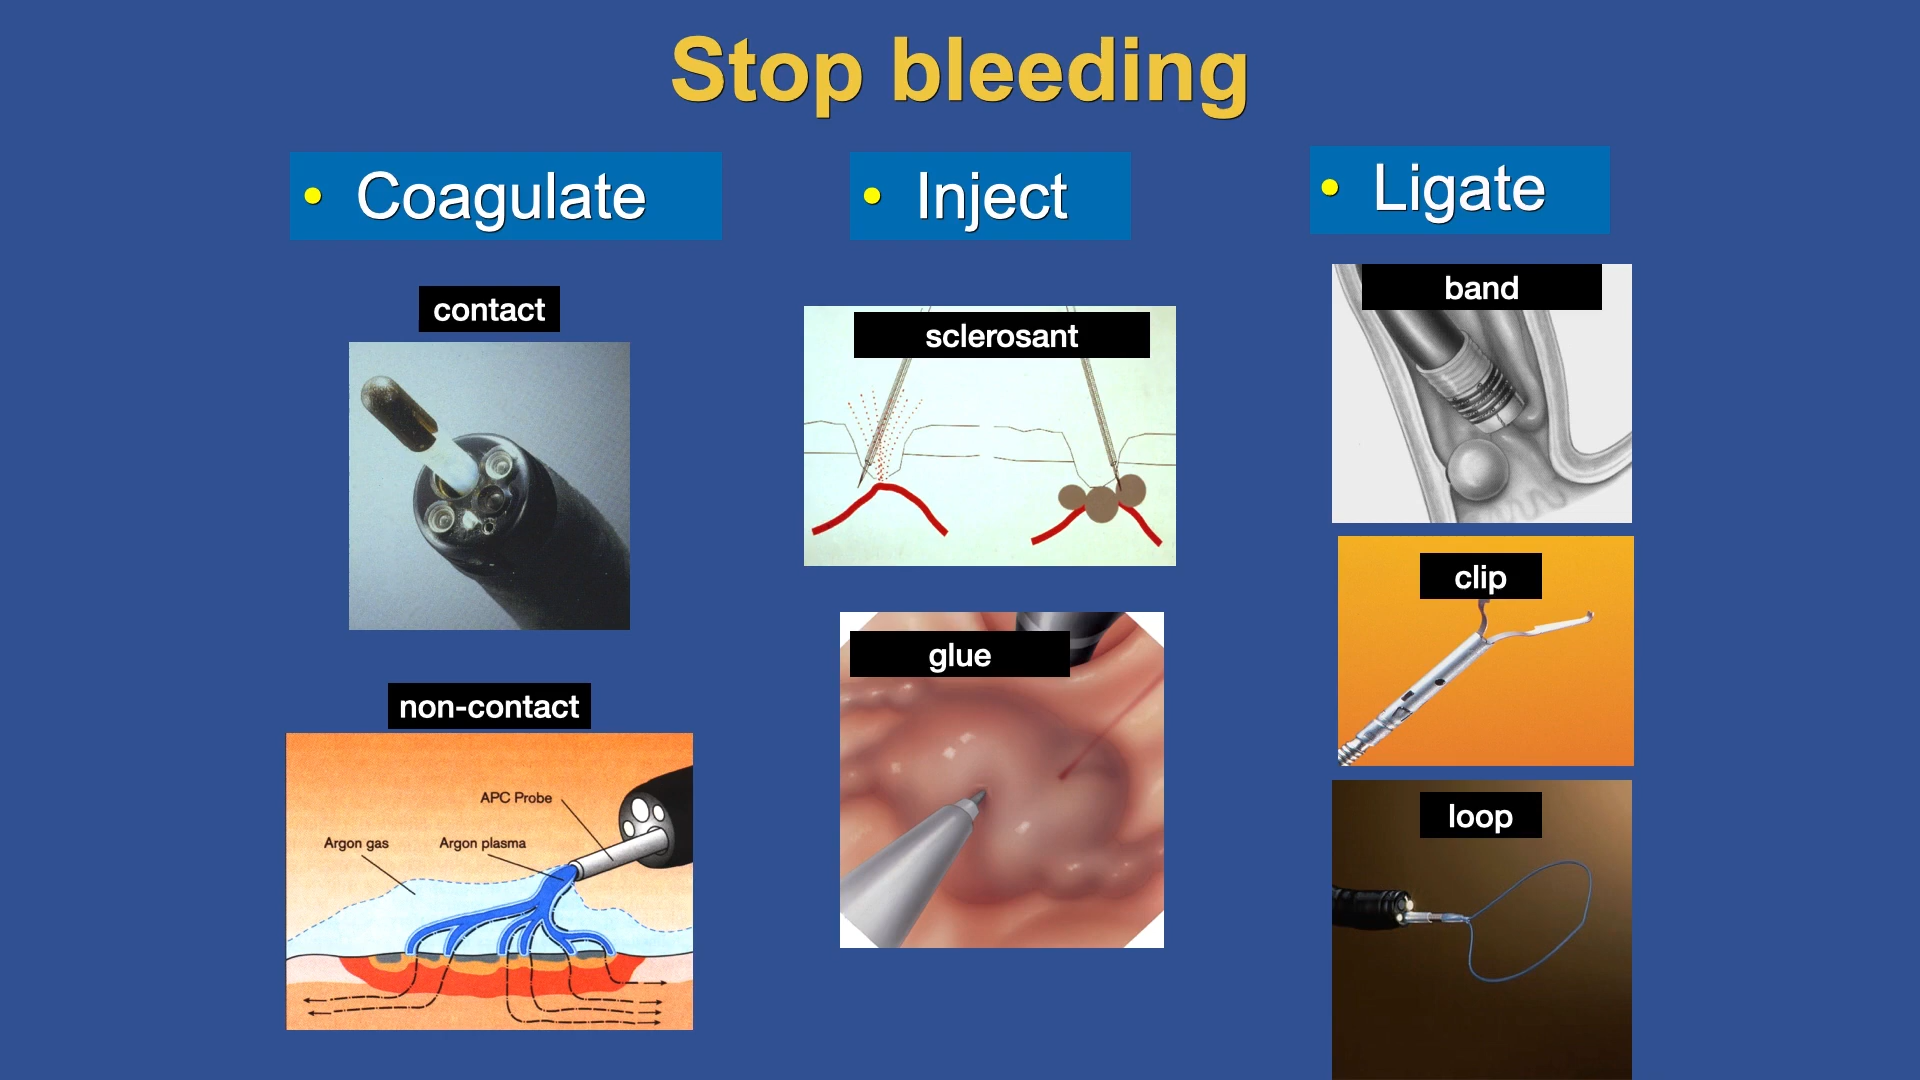 Stop bleeding
• Coagulate
contact
non-contact
APC Probe
Argon gas
Argon plasma
• Inject
sclerosant
glue
• Ligate
band
clip
loop